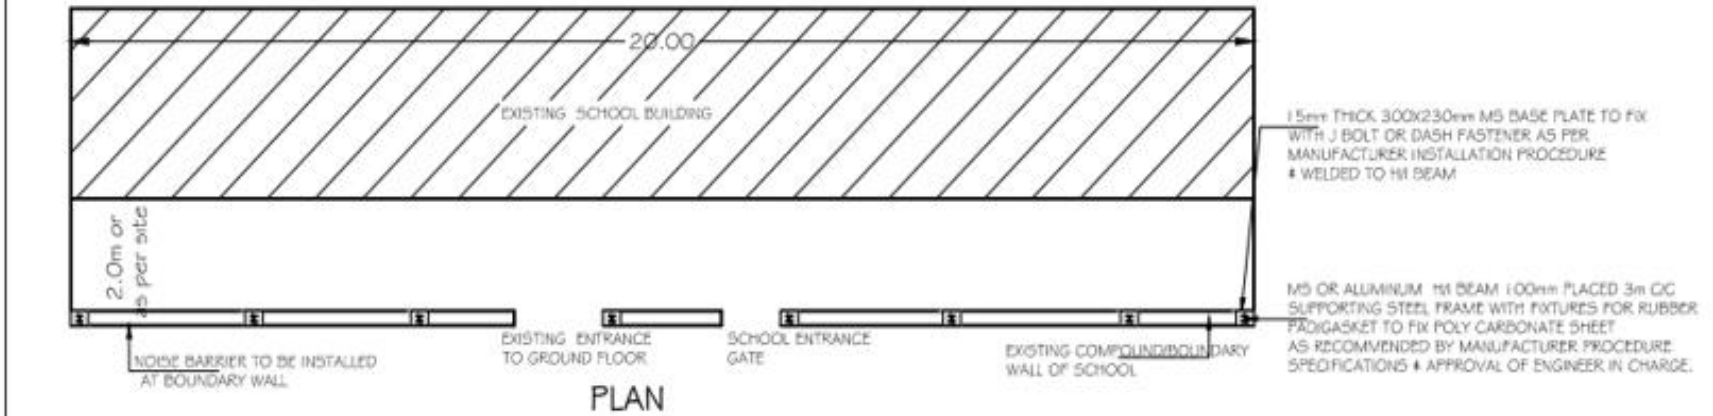 20.00
EXISTING SCHOOL BUILDING
15mm THICK 300X230mm MS BASE PLATE TO FIX
WITH J BOLT OR DASH FASTENER AS PER
MANUFACTURER INSTALLATION PROCEDURE
& WELDED TO H/I BEAM
2.0m or
as per site
MS OR ALUMINUM H/I BEAM 100mm PLACED 3m C/C
SUPPORTING STEEL FRAME WITH FIXTURES FOR RUBBER
PAD/GASKET TO FIX POLY CARBONATE SHEET
AS RECOMMENDED BY MANUFACTURER PROCEDURE
SPECIFICATIONS & APPROVAL OF ENGINEER IN CHARGE.
NOISE BARRIER TO BE INSTALLED
AT BOUNDARY WALL
EXISTING ENTRANCE
TO GROUND FLOOR
SCHOOL ENTRANCE
GATE
EXISTING COMPOUND/BOUNDARY
WALL OF SCHOOL
PLAN